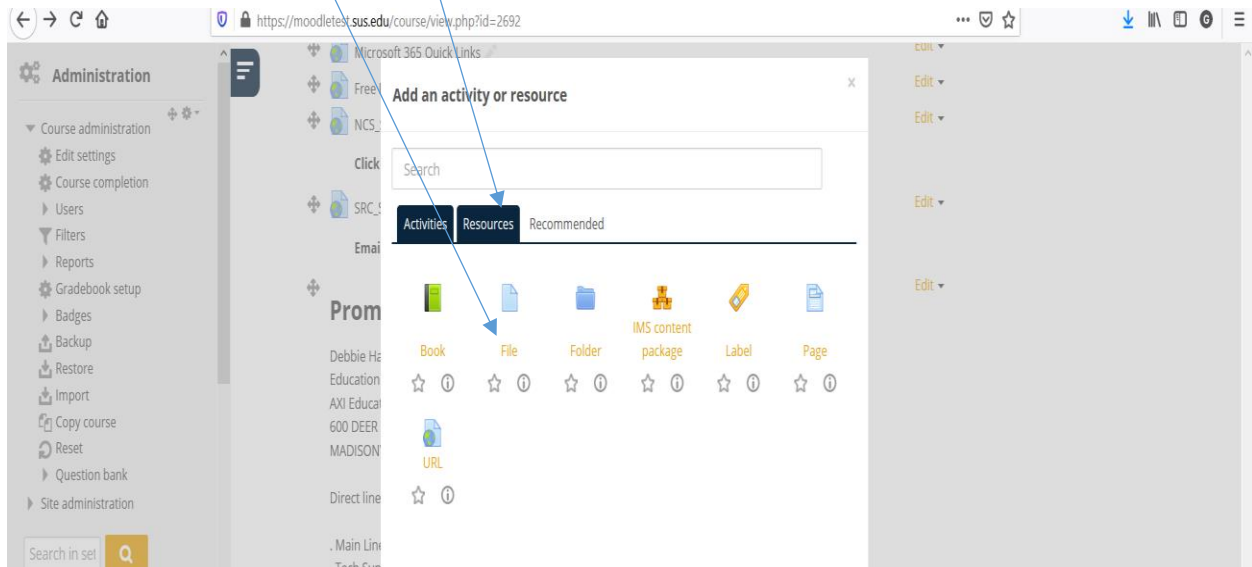 https://moodletest.sus.edu/course/view.php?id=2692
Administration
Course administration
Edit settings
Course completion
Users
Filters
Reports
Gradebook setup
Badges
Backup
Restore
Import
Copy course
Reset
Question bank
Site administration
Search in set
Microsoft 365 Quick Links
Edit
Free
Edit
NCS_
Edit
Click
SRC_S
Edit
Emai
Edit
Prom
Debbie Ha
Education
AXI Educat
600 DEER
MADISON
Direct line
. Main Line
Add an activity or resource
x
Search
Activities Resources Recommended
Book File Folder IMS content package Label Page
URL